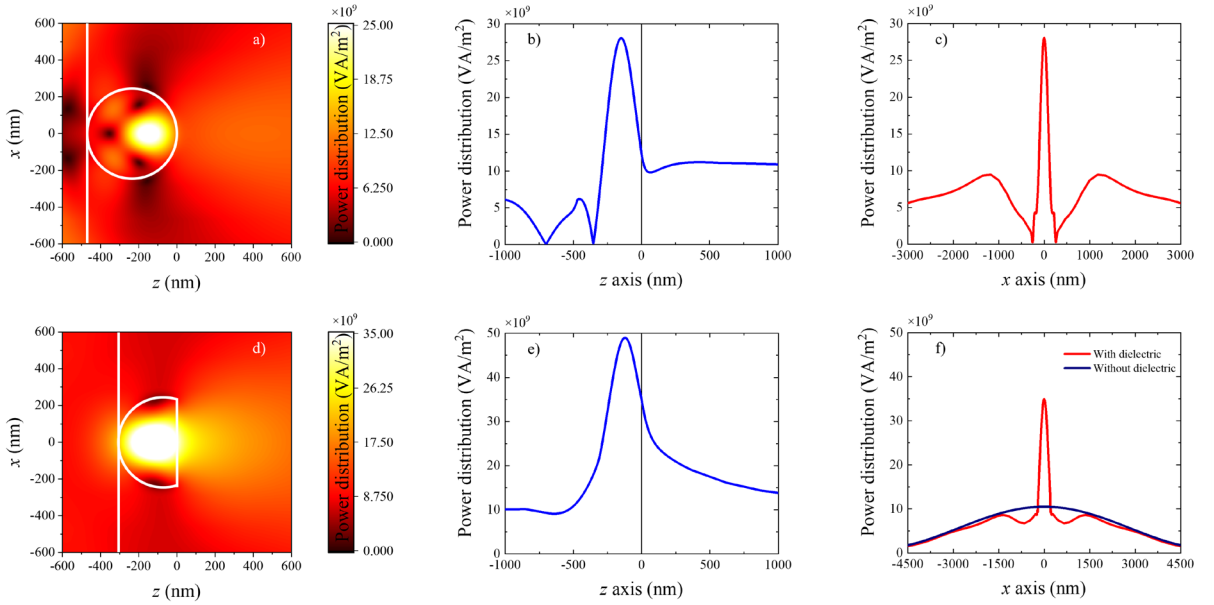 ×10⁹
a)
600
400
200
0
-200
-400
-600
-600 -400 -200 0 200 400 600
x (nm)
z (nm)
25.00
18.75
12.50
6.250
0.000
Power distribution (VA/m²)
×10⁹
b)
30
25
20
15
10
5
0
-1000 -500 0 500 1000
Power distribution (VA/m²)
z axis (nm)
×10⁹
c)
30
25
20
15
10
5
0
-3000 -1500 0 1500 3000
Power distribution (VA/m²)
x axis (nm)
×10⁹
d)
600
400
200
0
-200
-400
-600
-600 -400 -200 0 200 400 600
x (nm)
z (nm)
35.00
26.25
17.50
8.750
0.000
Power distribution (VA/m²)
×10⁹
e)
50
40
30
20
10
0
-1000 -500 0 500 1000
Power distribution (VA/m²)
z axis (nm)
×10⁹
f)
With dielectric
Without dielectric
50
40
30
20
10
0
-4500 -3000 -1500 0 1500 3000 4500
Power distribution (VA/m²)
x axis (nm)